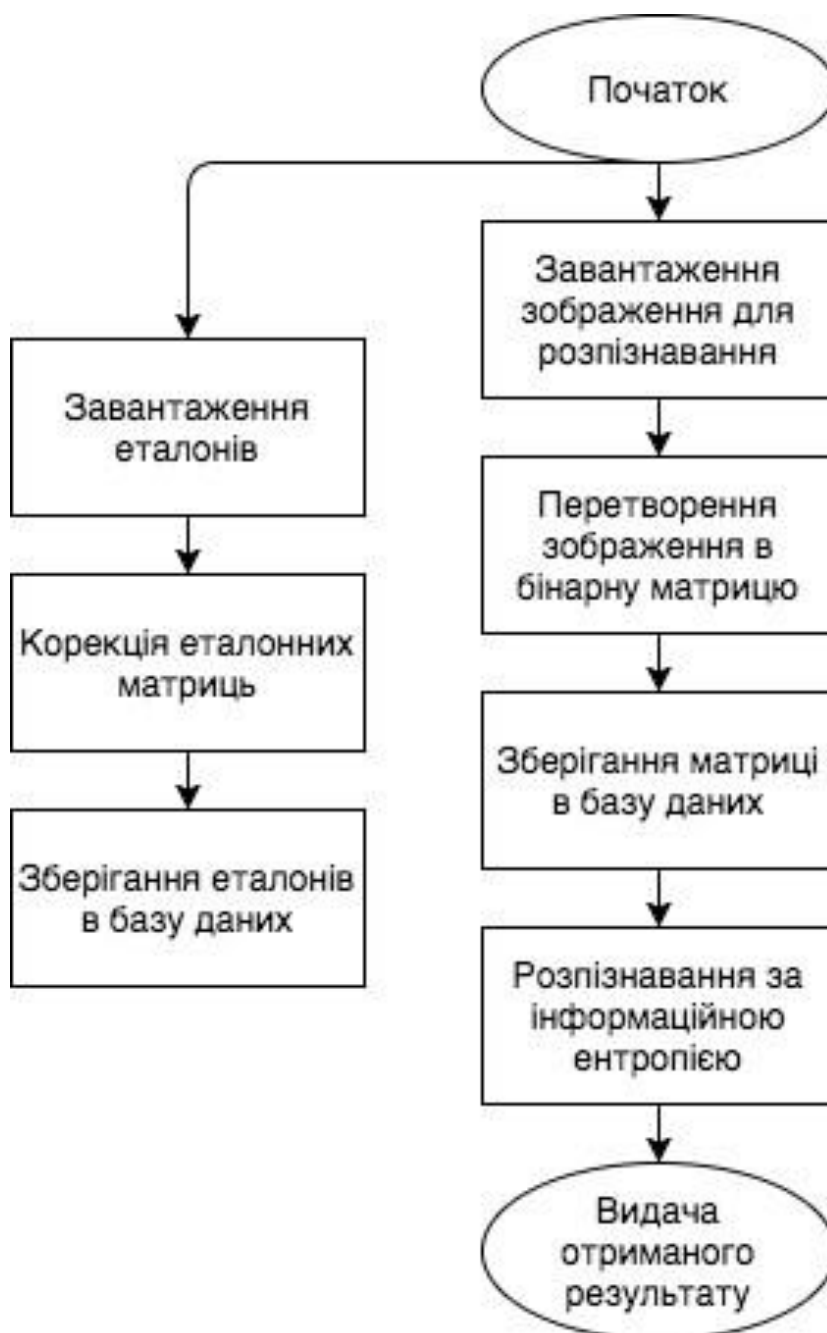 Початок
Завантаження
зображення для
розпізнавання
Завантаження
еталонів
Перетворення
зображення в
бінарну матрицю
Корекція еталонних
матриць
Зберігання матриці
в базу даних
Зберігання еталонів
в базу даних
Розпізнавання за
інформаційною
ентропією
Видача
отриманого
результату